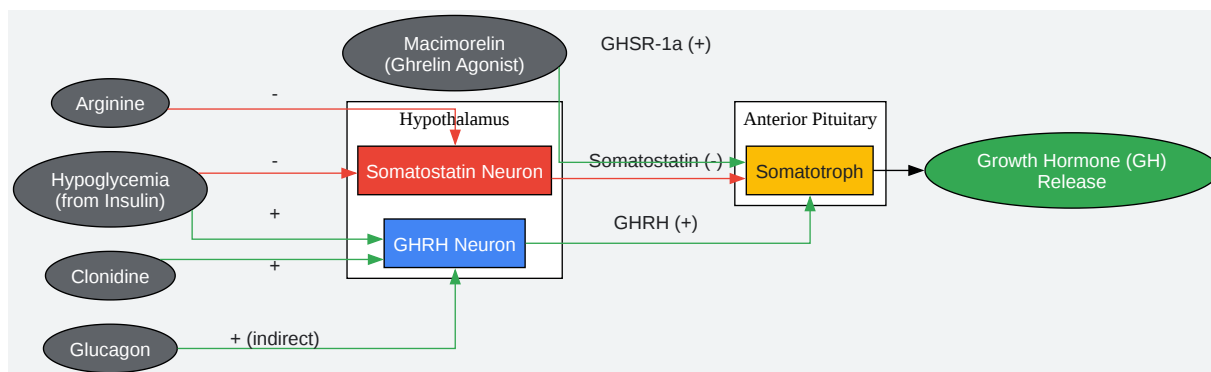 Macimorelin
(Ghrelin Agonist)
GHSR-1a (+)
Arginine
-
Hypothalamus
Anterior Pituitary
Hypoglycemia
(from Insulin)
-
Somatostatin Neuron
Somatostatin (-)
Somatotroph
Growth Hormone (GH)
Release
+
GHRH Neuron
GHRH (+)
Clonidine
+
Glucagon
+ (indirect)